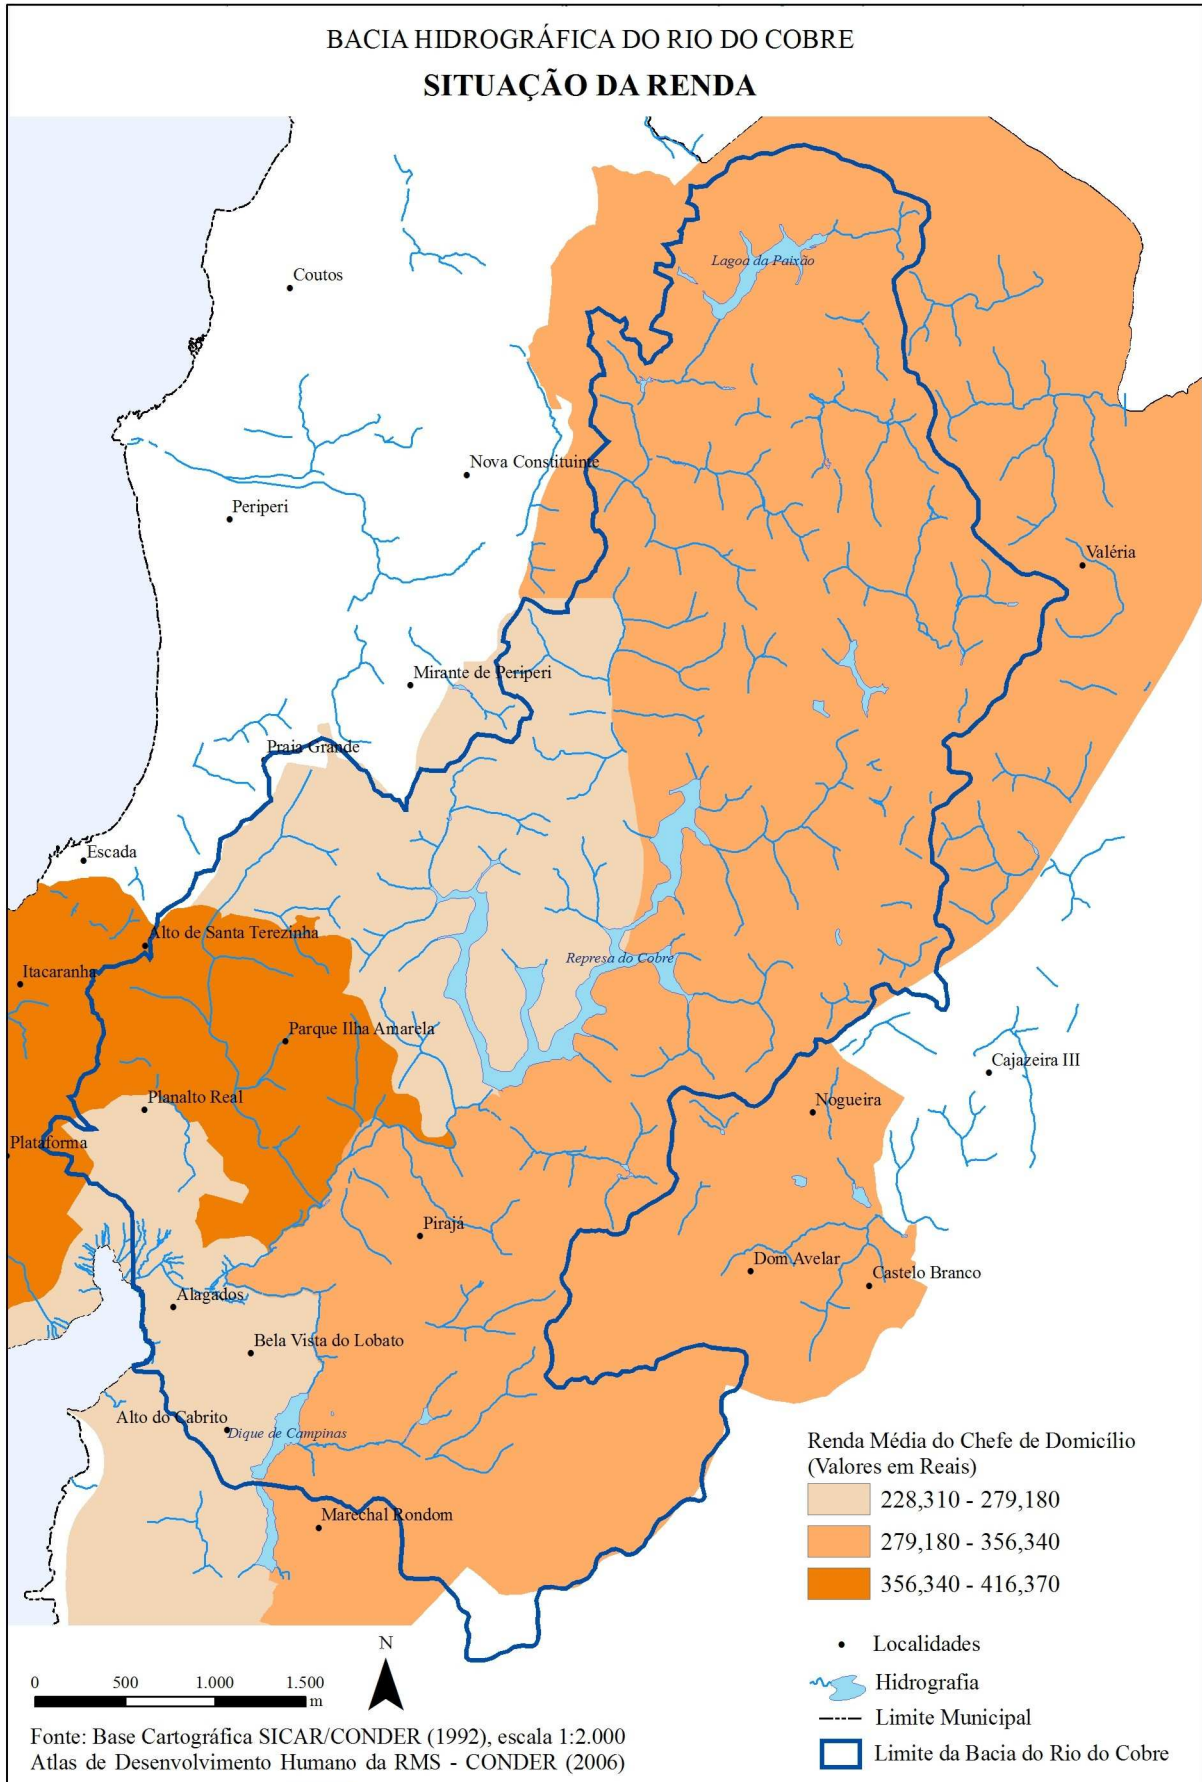 BACIA HIDROGRÁFICA DO RIO DO COBRE
SITUAÇÃO DA RENDA
Lagoa da Paixão
Coutos
Nova Constituinte
Periperi
Valéria
Mirante de Periperi
Praia Grande
Escada
Alto de Santa Terezinha
Itacaranha
Represa do Cobre
Parque Ilha Amarela
Cajazeira III
Planalto Real
Nogueira
Plataforma
Pirajá
Dom Avelar
Castelo Branco
Alagados
Bela Vista do Lobato
Alto do Cabrito
Dique de Campinas
Marechal Rondom
Renda Média do Chefe de Domicílio
(Valores em Reais)
228,310 - 279,180
279,180 - 356,340
356,340 - 416,370
Localidades
Hidrografia
Limite Municipal
Limite da Bacia do Rio do Cobre
N
0 500 1.000 1.500
m
Fonte: Base Cartográfica SICAR/CONDER (1992), escala 1:2.000
Atlas de Desenvolvimento Humano da RMS - CONDER (2006)